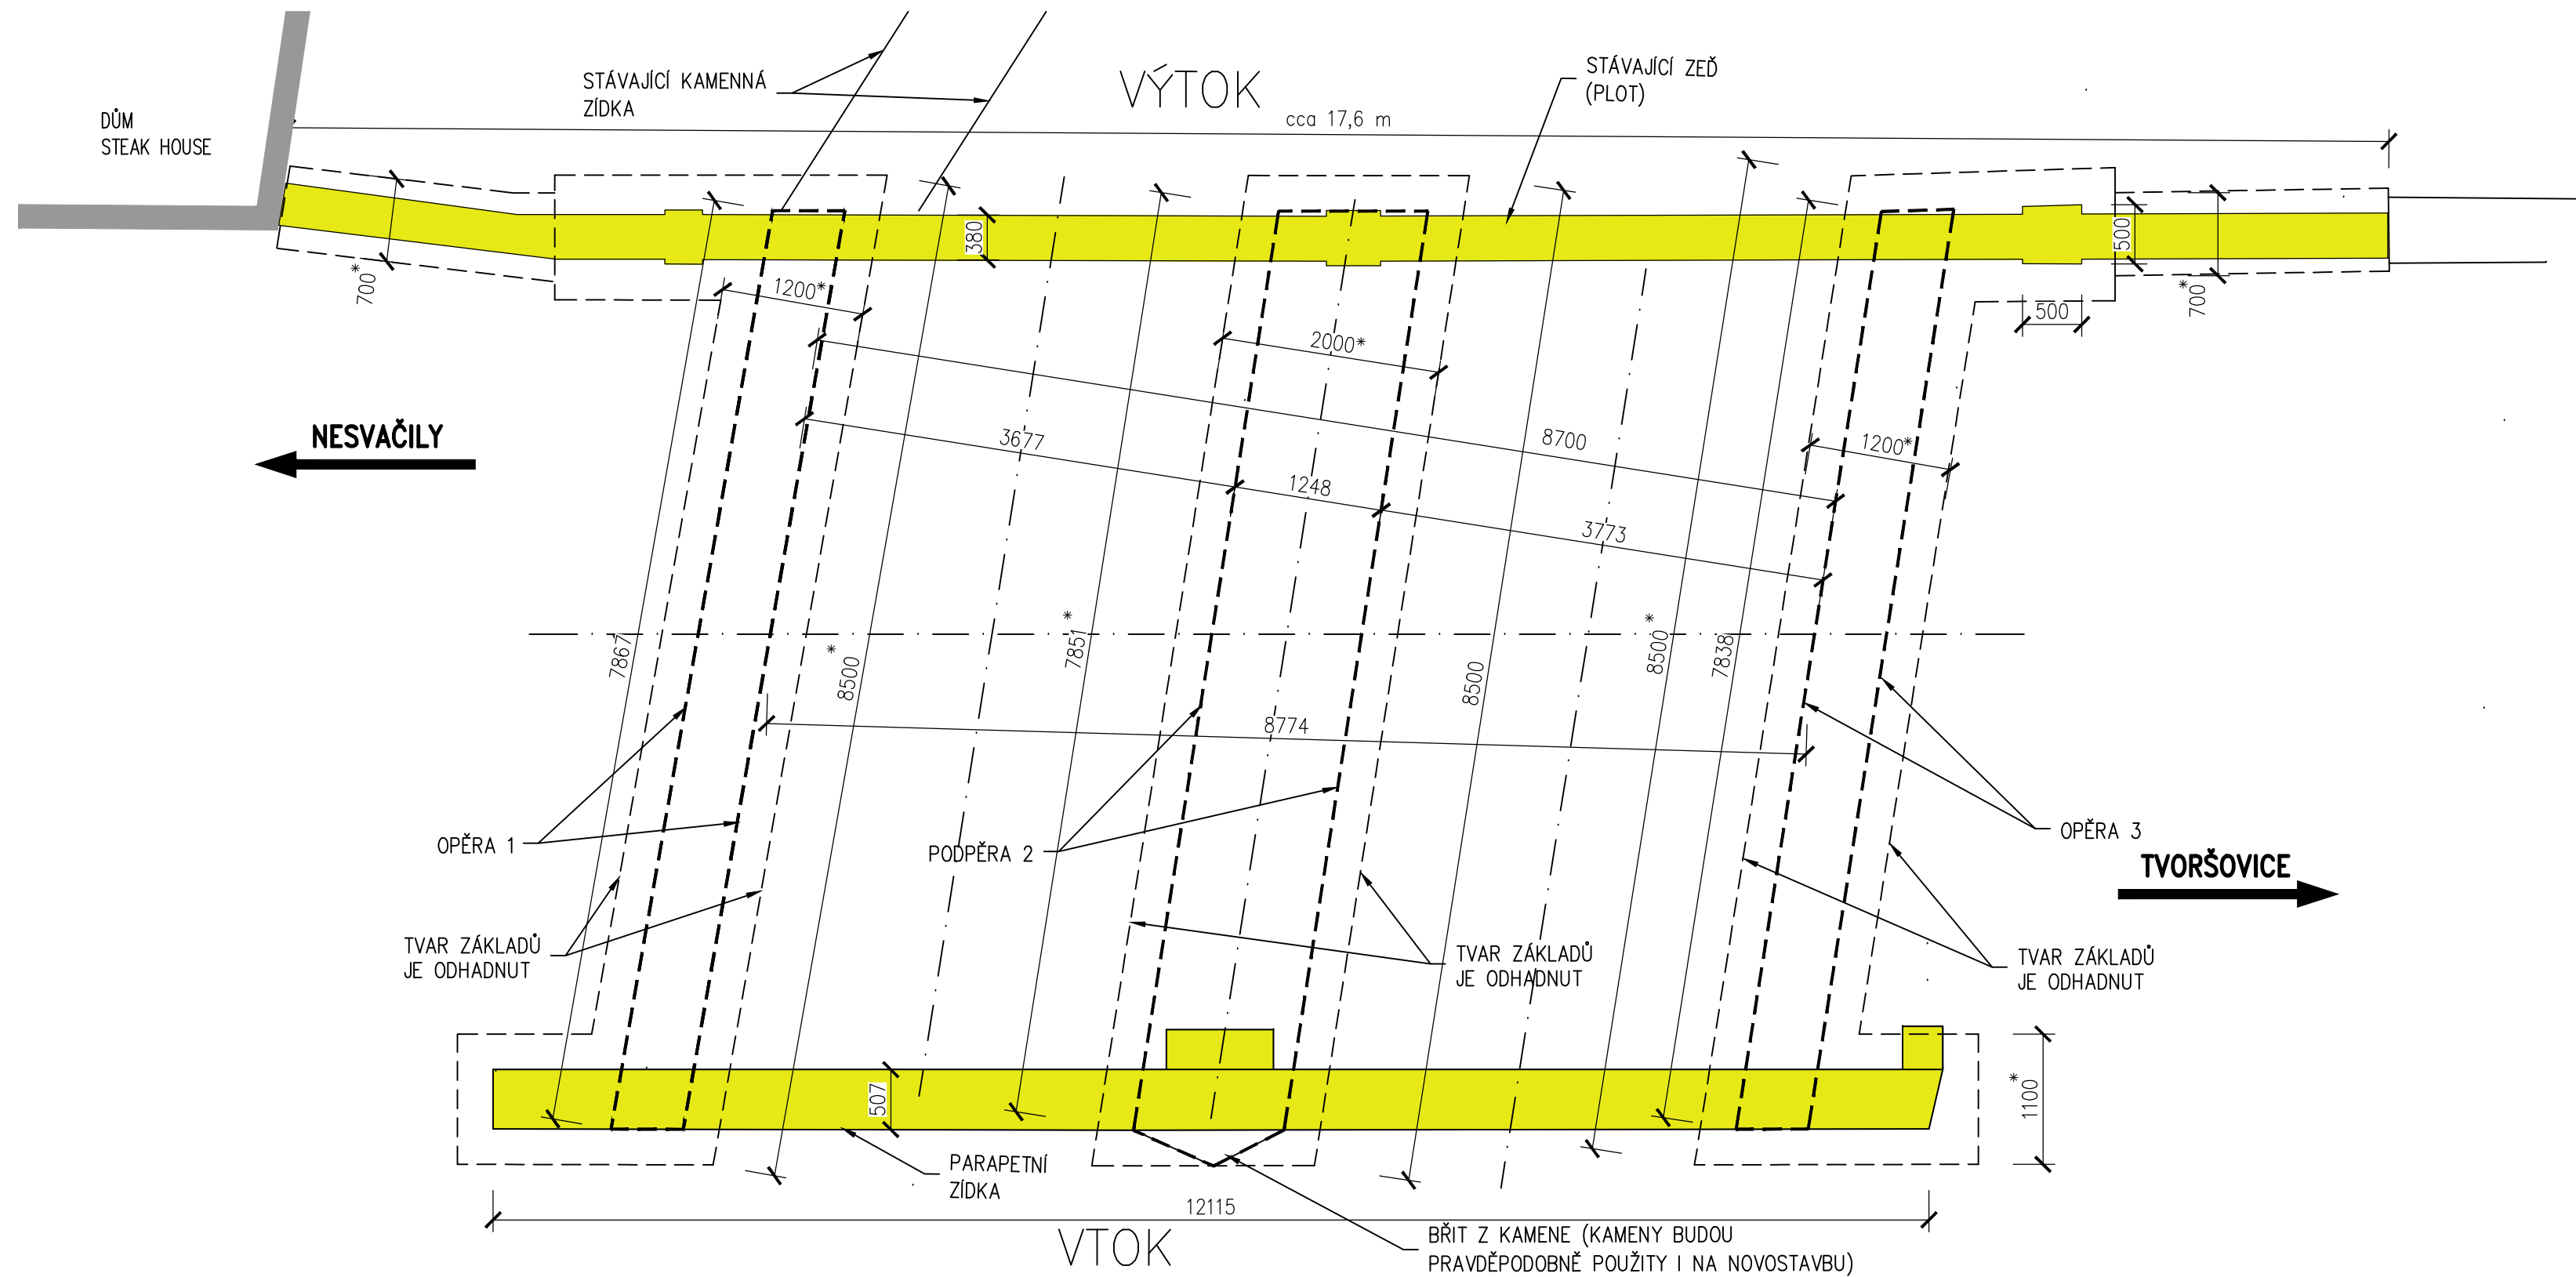 STÁVAJÍCÍ KAMENNÁ
ZÍDKA
VÝTOK
STÁVAJÍCÍ ZEĎ
(PLOT)
DŮM
STEAK HOUSE
cca 17,6 m
700*
380
500
700*
500
1200*
2000*
NESVAČILY
3677
8700
1200*
1248
3773
7867
8500*
7851*
8500
8500*
7838
8774
OPĚRA 1
PODPĚRA 2
OPĚRA 3
TVORŠOVICE
TVAR ZÁKLADŮ
JE ODHADNUT
TVAR ZÁKLADŮ
JE ODHADNUT
TVAR ZÁKLADŮ
JE ODHADNUT
507
1100*
PARAPETNÍ
ZÍDKA
12115
VTOK
BŘIT Z KAMENE (KAMENY BUDOU
PRAVDĚPODOBNĚ POUŽITY I NA NOVOSTAVBU)